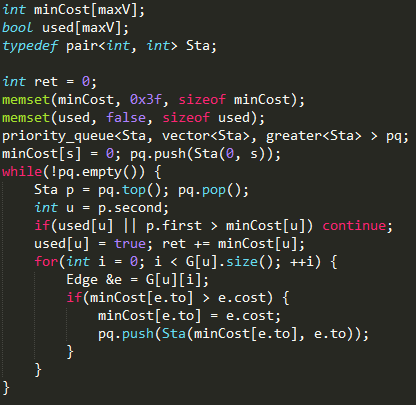 int minCost[maxV];
bool used[maxV];
typedef pair<int, int> Sta;

int ret = 0;
memset(minCost, 0x3f, sizeof minCost);
memset(used, false, sizeof used);
priority_queue<Sta, vector<Sta>, greater<Sta> > pq;
minCost[s] = 0; pq.push(Sta(0, s));
while(!pq.empty()) {
    Sta p = pq.top(); pq.pop();
    int u = p.second;
    if(used[u] || p.first > minCost[u]) continue;
    used[u] = true; ret += minCost[u];
    for(int i = 0; i < G[u].size(); ++i) {
        Edge &e = G[u][i];
        if(minCost[e.to] > e.cost) {
            minCost[e.to] = e.cost;
            pq.push(Sta(minCost[e.to], e.to));
        }
    }
}